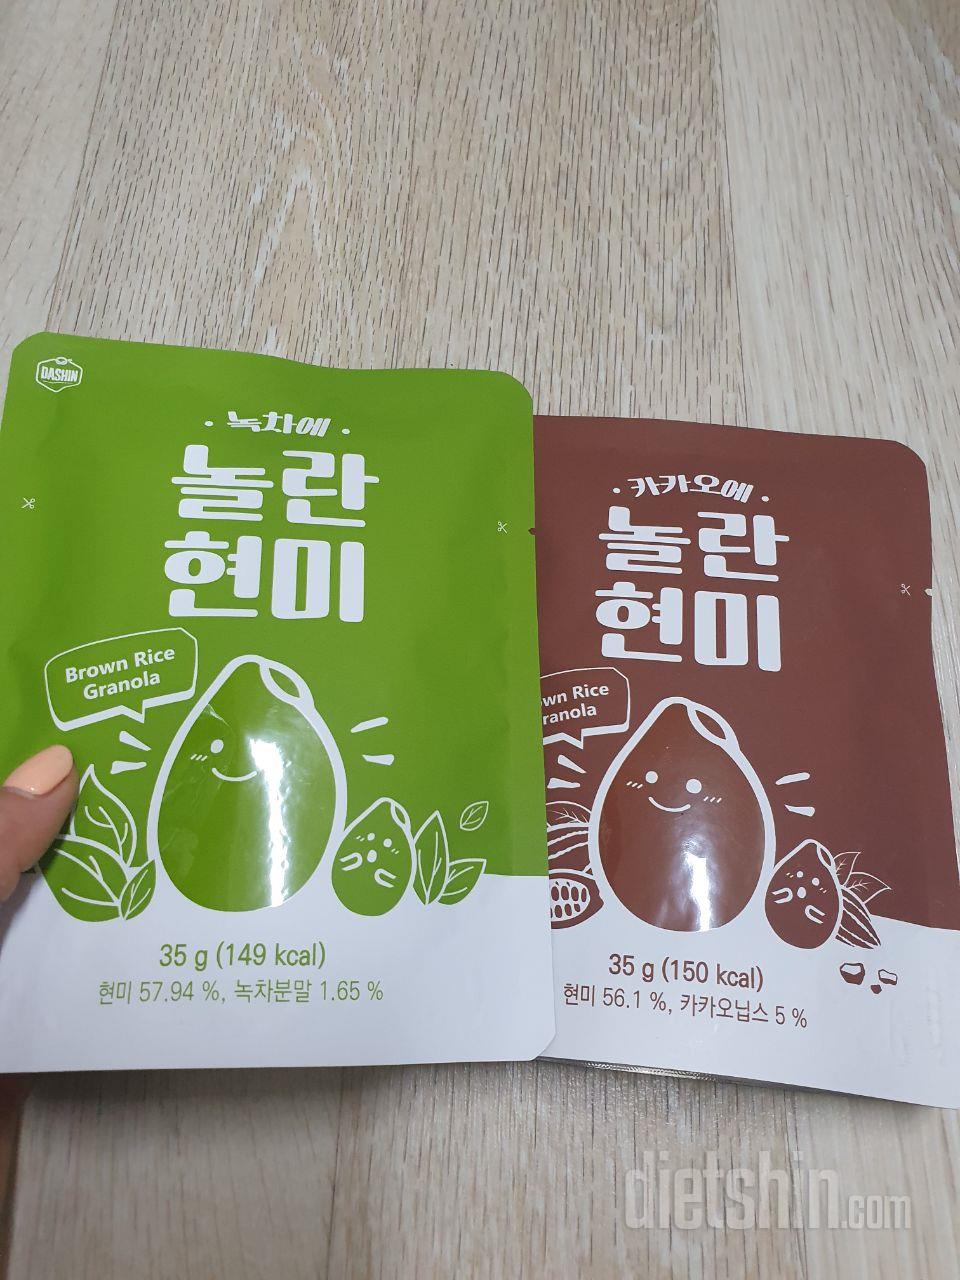 DASHIN
· 녹차에 ·
놀란
현미
Brown Rice
Granola
35 g (149 kcal)
현미 57.94 %, 녹차분말 1.65 %
· 카카오에 ·
놀란
현미
wn Rice
ranola
35 g (150 kcal)
현미 56.1 %, 카카오닙스 5 %
dietshin.com